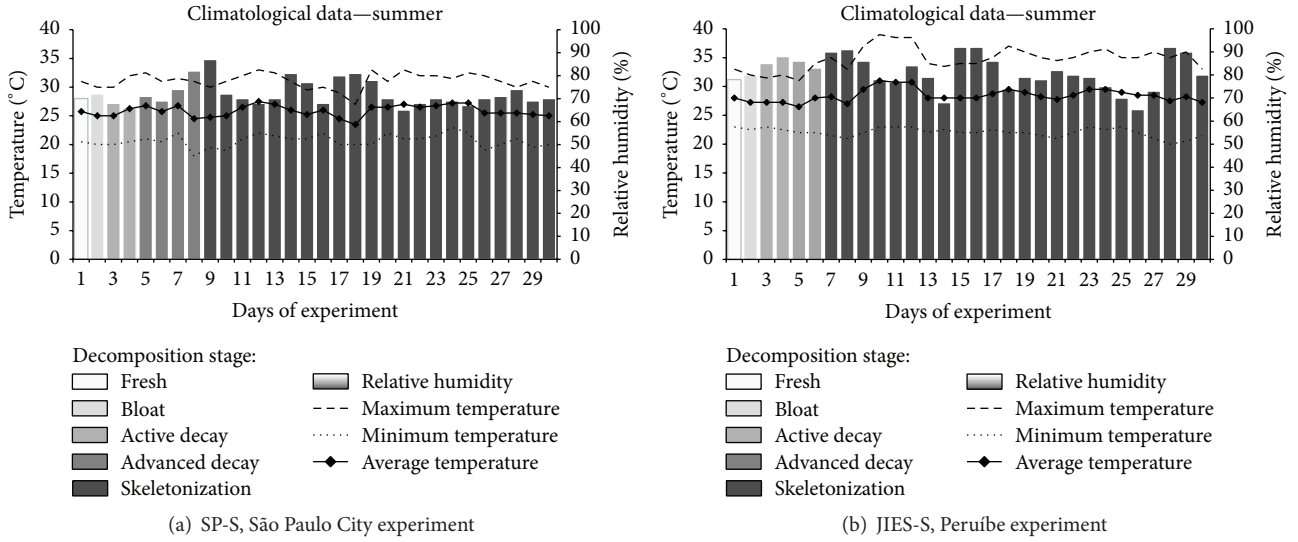 Climatological data—summer
Temperature (°C)
40
35
30
25
20
15
10
5
0
100
90
80
70
60
50
40
30
20
10
0
Relative humidity (%)
1 3 5 7 9 11 13 15 17 19 21 23 25 27 29
Days of experiment
Decomposition stage:
Fresh
Bloat
Active decay
Advanced decay
Skeletonization
Relative humidity
Maximum temperature
Minimum temperature
Average temperature
(a) SP-S, São Paulo City experiment
Climatological data—summer
Temperature (°C)
40
35
30
25
20
15
10
5
0
100
90
80
70
60
50
40
30
20
10
0
Relative humidity (%)
1 3 5 7 9 11 13 15 17 19 21 23 25 27 29
Days of experiment
Decomposition stage:
Fresh
Bloat
Active decay
Advanced decay
Skeletonization
Relative humidity
Maximum temperature
Minimum temperature
Average temperature
(b) JIES-S, Peruíbe experiment